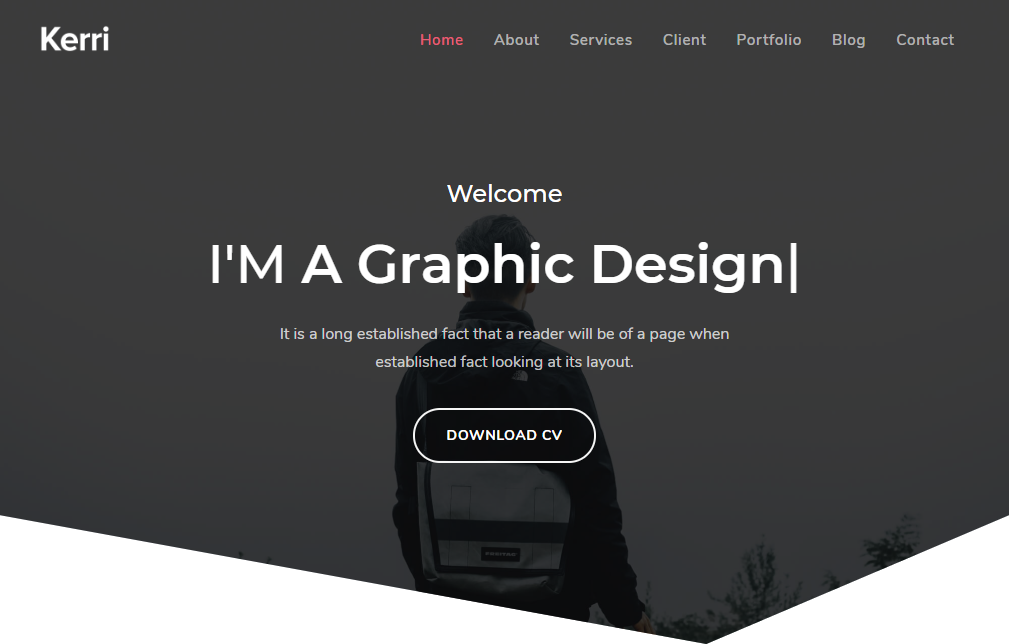 Kerri
Home About Services Client Portfolio Blog Contact
Welcome
I'M A Graphic Design|
It is a long established fact that a reader will be of a page when
established fact looking at its layout.
DOWNLOAD CV
FREITAG